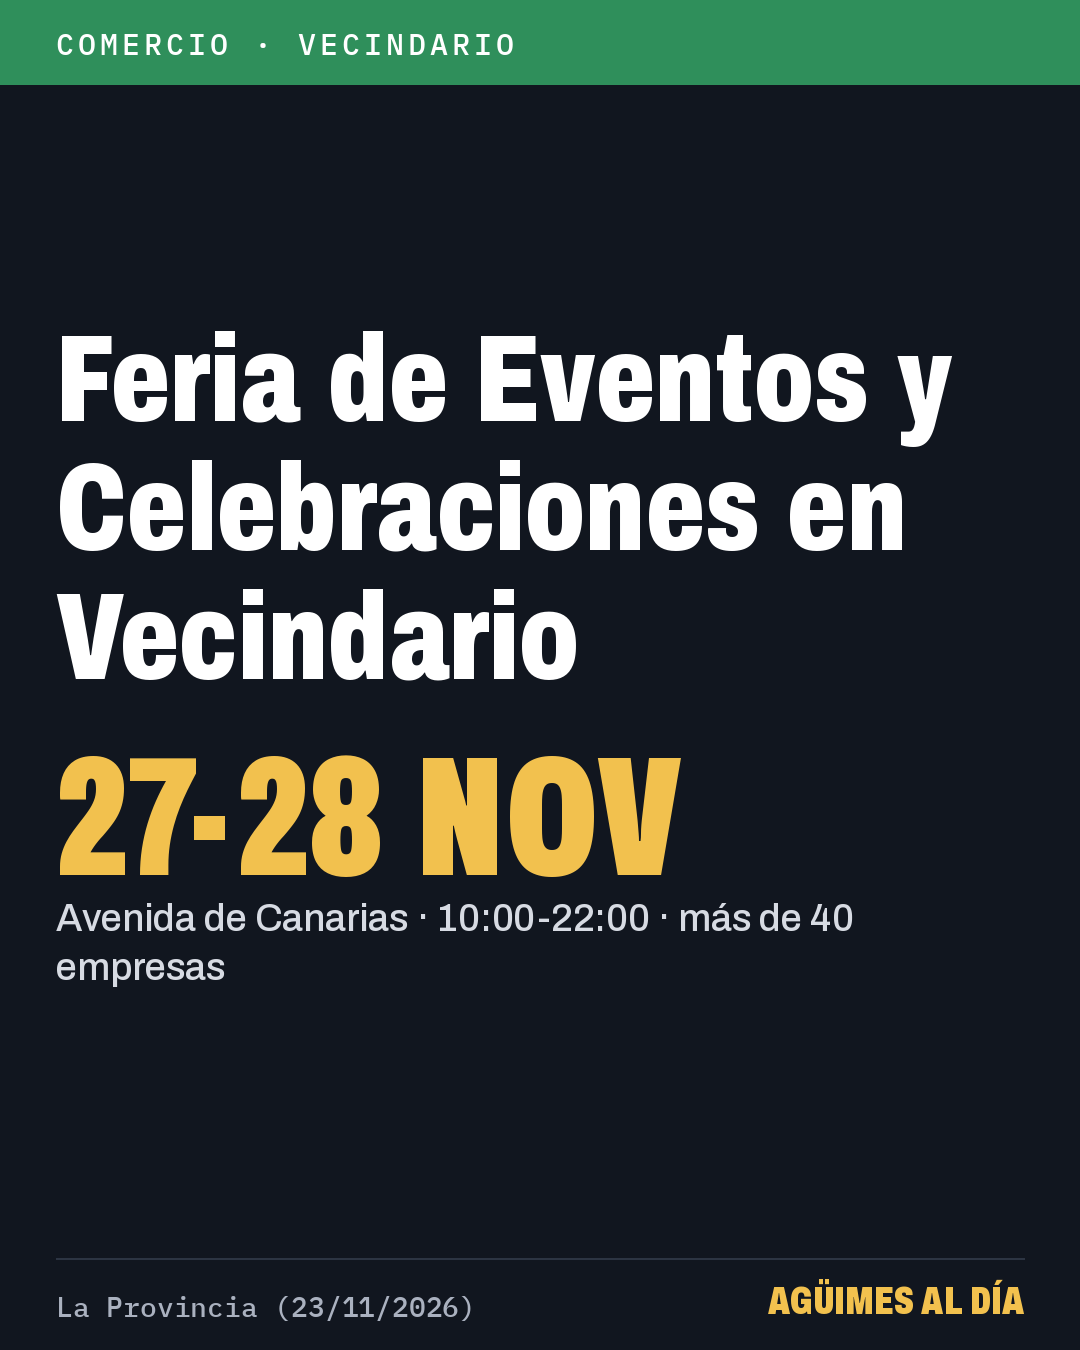 COMERCIO · VECINDARIO
Feria de Eventos y
Celebraciones en
Vecindario
27-28 NOV
Avenida de Canarias · 10:00-22:00 · más de 40
empresas
La Provincia (23/11/2026)
AGÜIMES AL DÍA